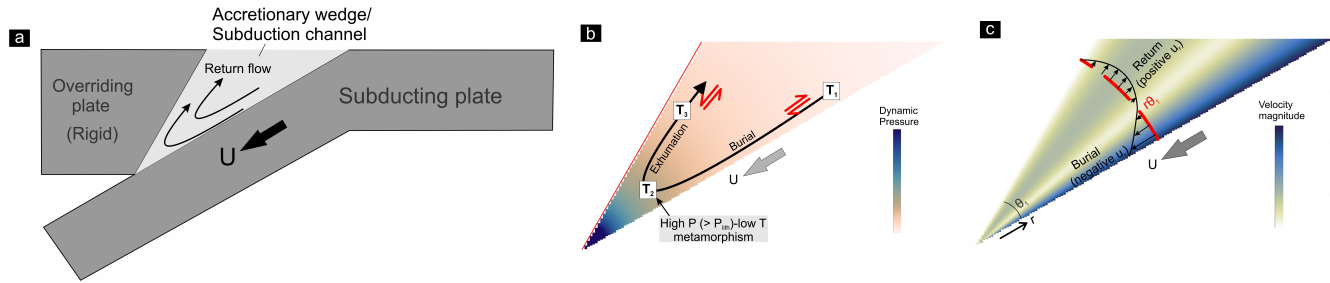 a
Accretionary wedge/
Subduction channel
Return flow
Overriding
plate
(Rigid)
Subducting plate
U
b
T1
T3
T2
Exhumation
Burial
U
High P (> Plith)-low T
metamorphism
Dynamic
Pressure
c
Return
(positive ur)
rθ1
Burial
(negative ur)
U
θ1
r
Velocity
magnitude